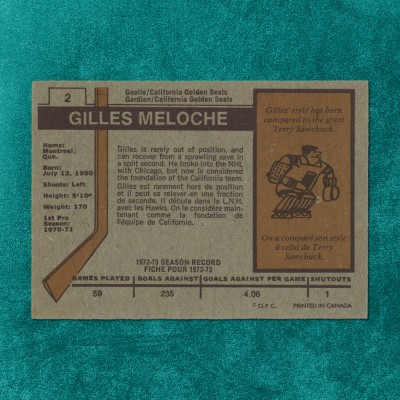 2
Goalie/California Golden Seals
Gardien/California Golden Seals
GILLES MELOCHE
Home:
Montreal,
Que.
Born:
July 12, 1950
Shoots: Left
Height: 5'10"
Weight: 170
1st Pro
Season:
1970-71
Gilles is rarely out of position, and
can recover from a sprawling save in
a split second. He broke into the NHL
with Chicago, but now is considered
the foundation of the California team.
Gilles est rarement hors de position
et il peut sa relever en une fraction
de seconde. Il débuta dans la L.N.H.
avec les Hawks. On le considère main-
tenant comme la fondation de
l'équipe de Californie.
Gilles' style has been
compared to the great
Terry Sawchuck.
On a comparé son style
à celui de Terry
Sawchuck.
1972-73 SEASON RECORD
FICHE POUR 1972-73
GAMES PLAYED GOALS AGAINST GOALS AGAINST PER GAME SHUTOUTS
59 235 4.06 1
© O.P.C. PRINTED IN CANADA